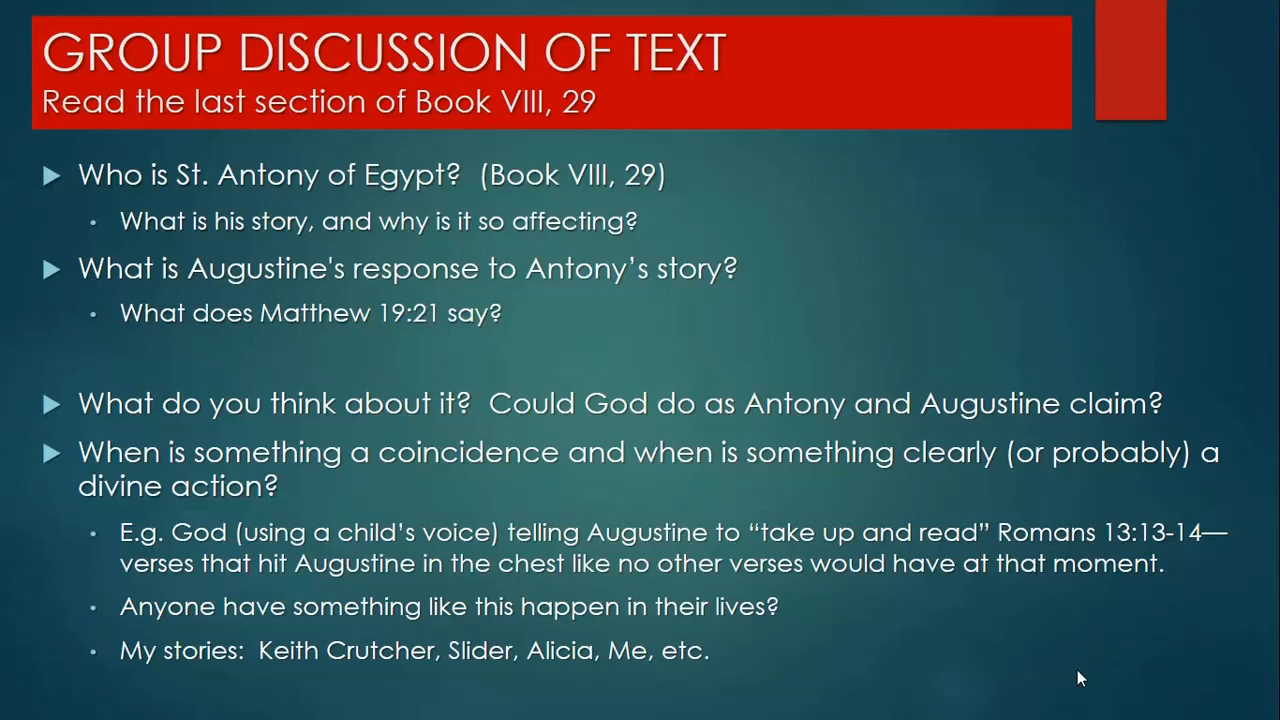 GROUP DISCUSSION OF TEXT
Read the last section of Book VIII, 29
Who is St. Antony of Egypt?  (Book VIII, 29)
What is his story, and why is it so affecting?
What is Augustine's response to Antony’s story?
What does Matthew 19:21 say?
What do you think about it?  Could God do as Antony and Augustine claim?
When is something a coincidence and when is something clearly (or probably) a
divine action?
E.g. God (using a child’s voice) telling Augustine to “take up and read” Romans 13:13-14—
verses that hit Augustine in the chest like no other verses would have at that moment.
Anyone have something like this happen in their lives?
My stories:  Keith Crutcher, Slider, Alicia, Me, etc.